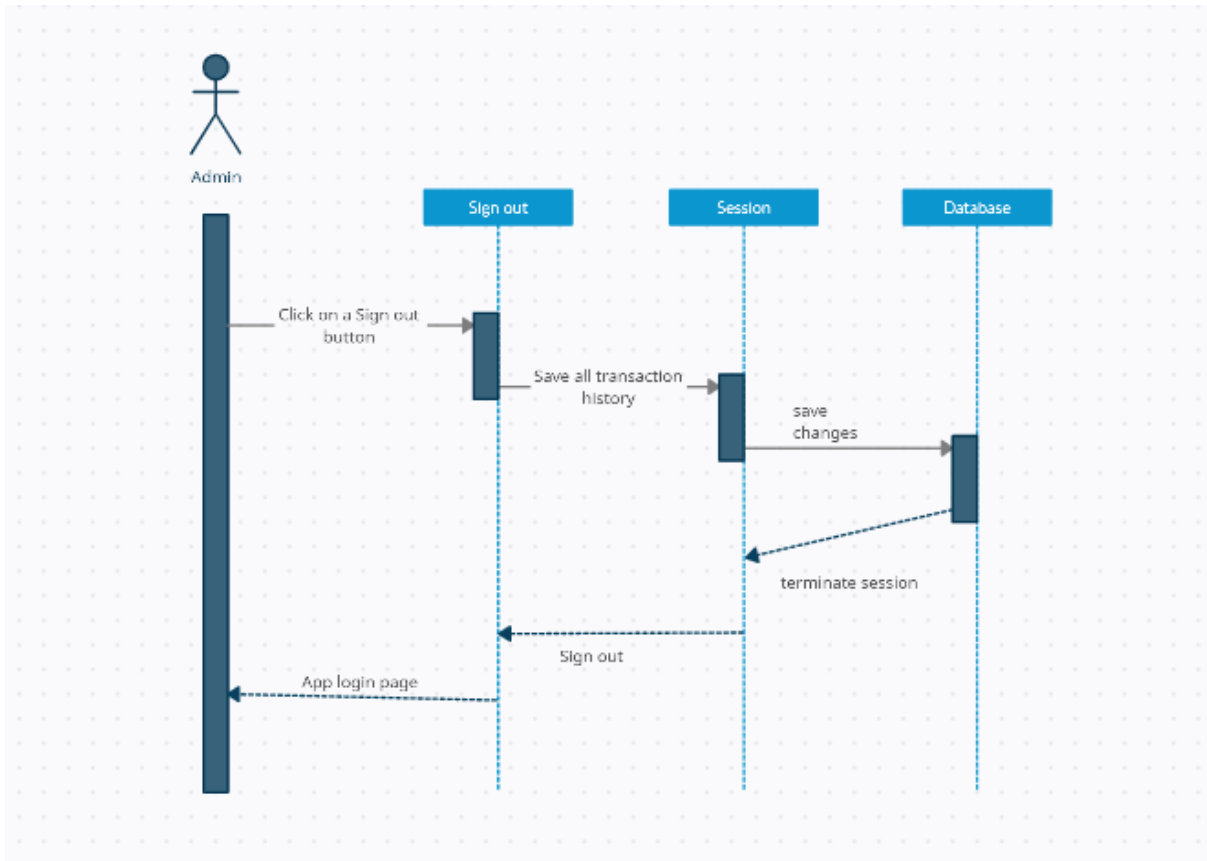 Admin
Sign out
Session
Database
Click on a Sign out
button
Save all transaction
history
save
changes
terminate session
Sign out
App login page